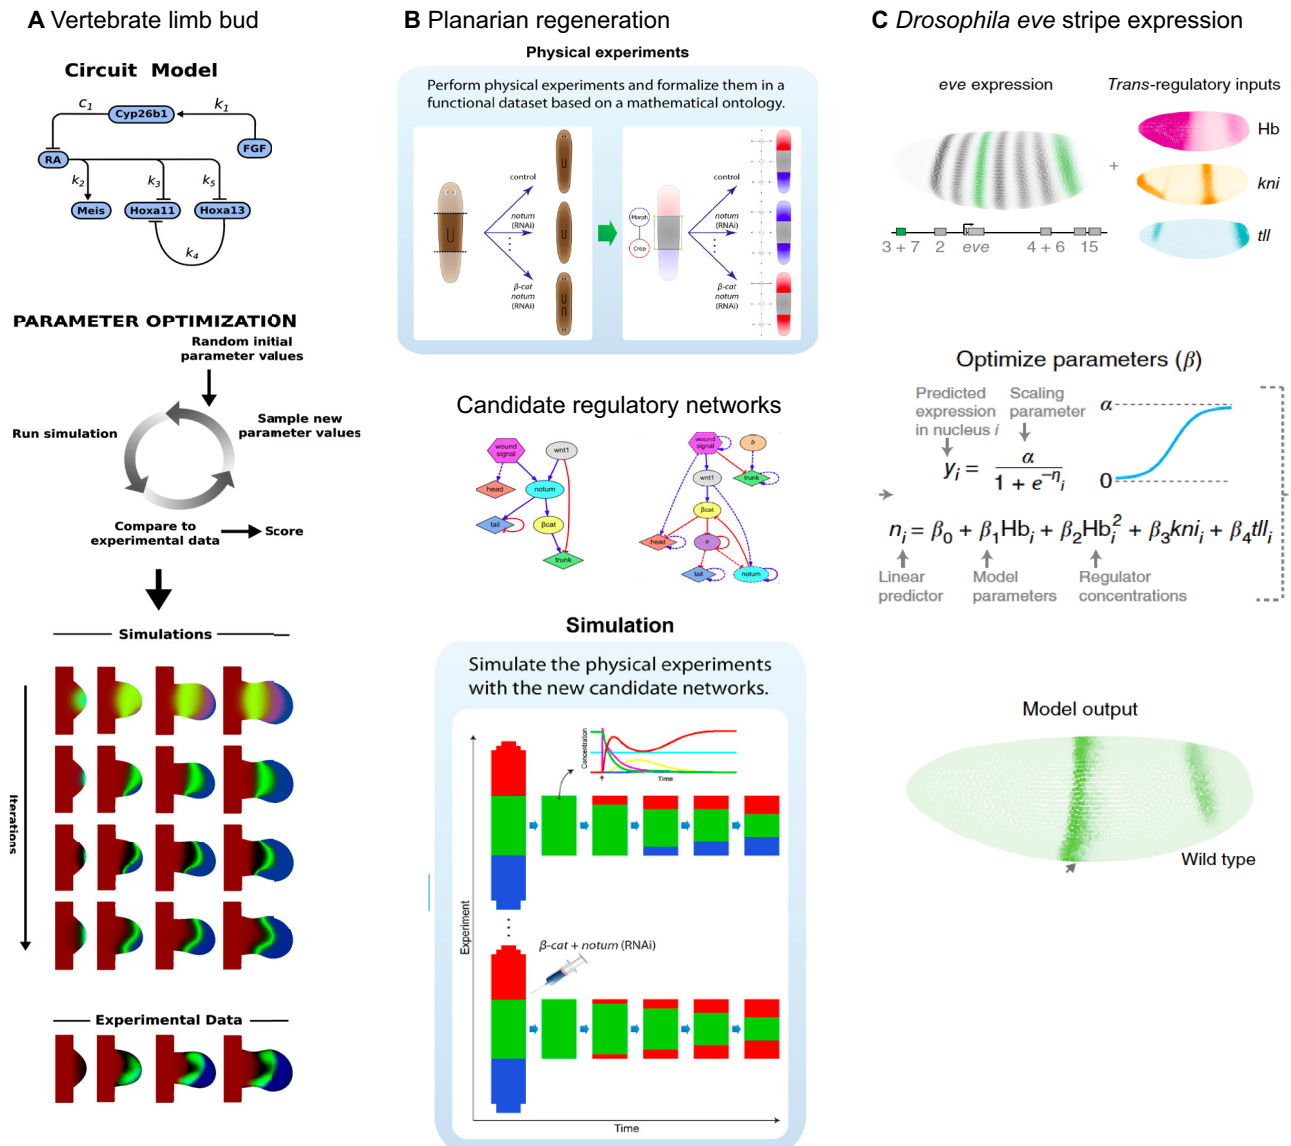 A Vertebrate limb bud
Circuit Model
c1
Cyp26b1
k1
RA
FGF
k2
k3
k5
Meis
Hoxa11
Hoxa13
k4
PARAMETER OPTIMIZATION
Random initial
parameter values
Run simulation
Sample new
parameter values
Compare to
experimental data
Score
Simulations
Iterations
Experimental Data
B Planarian regeneration
Physical experiments
Perform physical experiments and formalize them in a
functional dataset based on a mathematical ontology.
control
notum
(RNAi)
β-cat
notum
(RNAi)
Morph
Crop
control
notum
(RNAi)
β-cat
notum
(RNAi)
Candidate regulatory networks
wound
signal
wnt1
head
notum
tail
βcat
trunk
wound
signal
b
trunk
wnt1
βcat
head
a
tail
notum
Simulation
Simulate the physical experiments
with the new candidate networks.
Concentration
Time
β-cat + notum (RNAi)
Experiment
Time
C Drosophila eve stripe expression
eve expression
Trans-regulatory inputs
Hb
+
kni
tll
3 + 7
2
eve
4 + 6
15
Optimize parameters (β)
Predicted
expression
in nucleus i
Scaling
parameter
α
0
yi = α / 1 + e^−ηi
ni = β0 + β1Hbi + β2Hbi² + β3knii + β4tlli
Linear
predictor
Model
parameters
Regulator
concentrations
Model output
Wild type